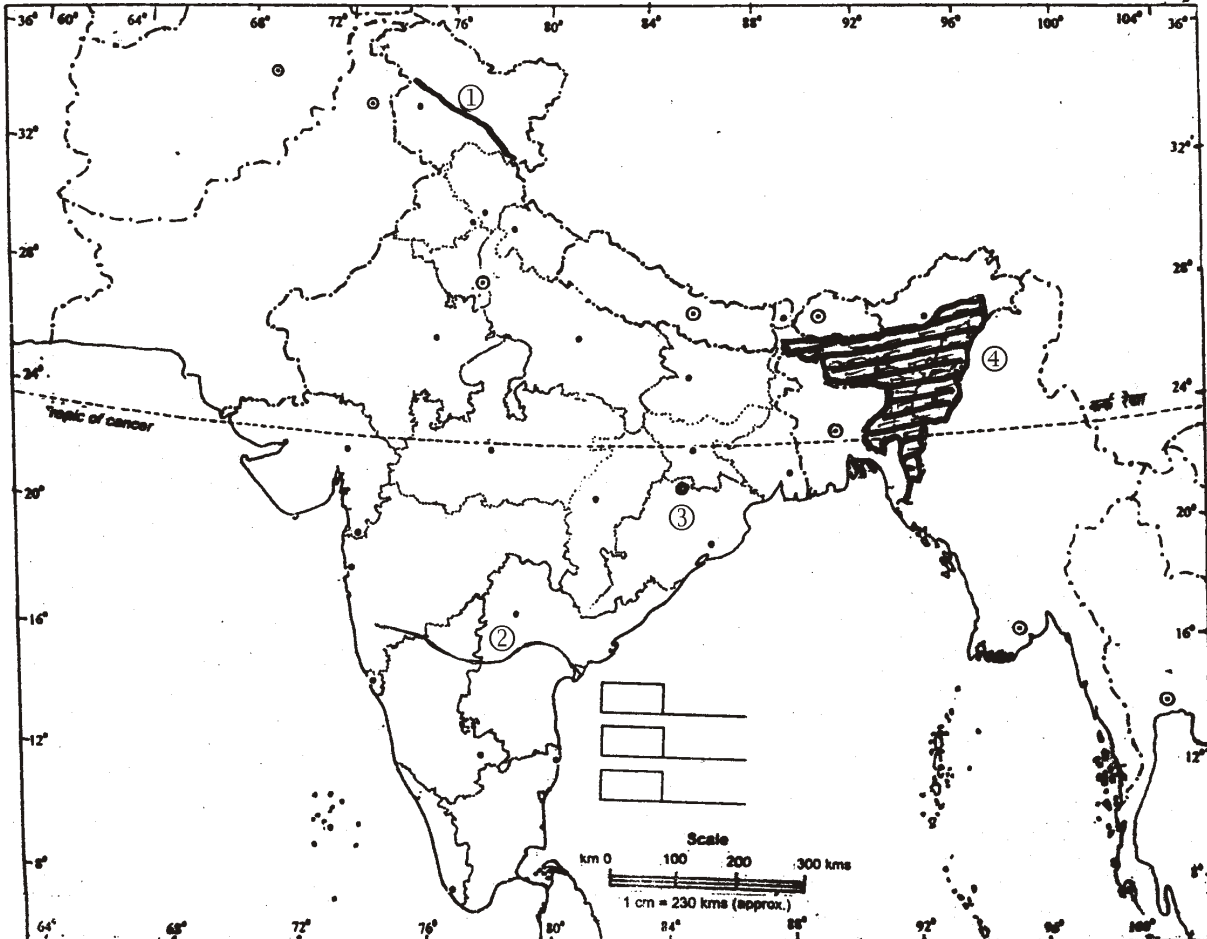 36° 60° 64° 68° 72° 76° 80° 84° 88° 92° 96° 100° 104° 36°
①
32° 32°
28° 28°
④
24° 24°
Tropic of cancer
कर्क रेखा
20° 20°
③
16° 16°
②
12° 12°
Scale
km 0 100 200 300 kms
1 cm = 230 kms (approx.)
8° 8°
64° 68° 72° 76° 80° 84° 88° 92° 96° 100°